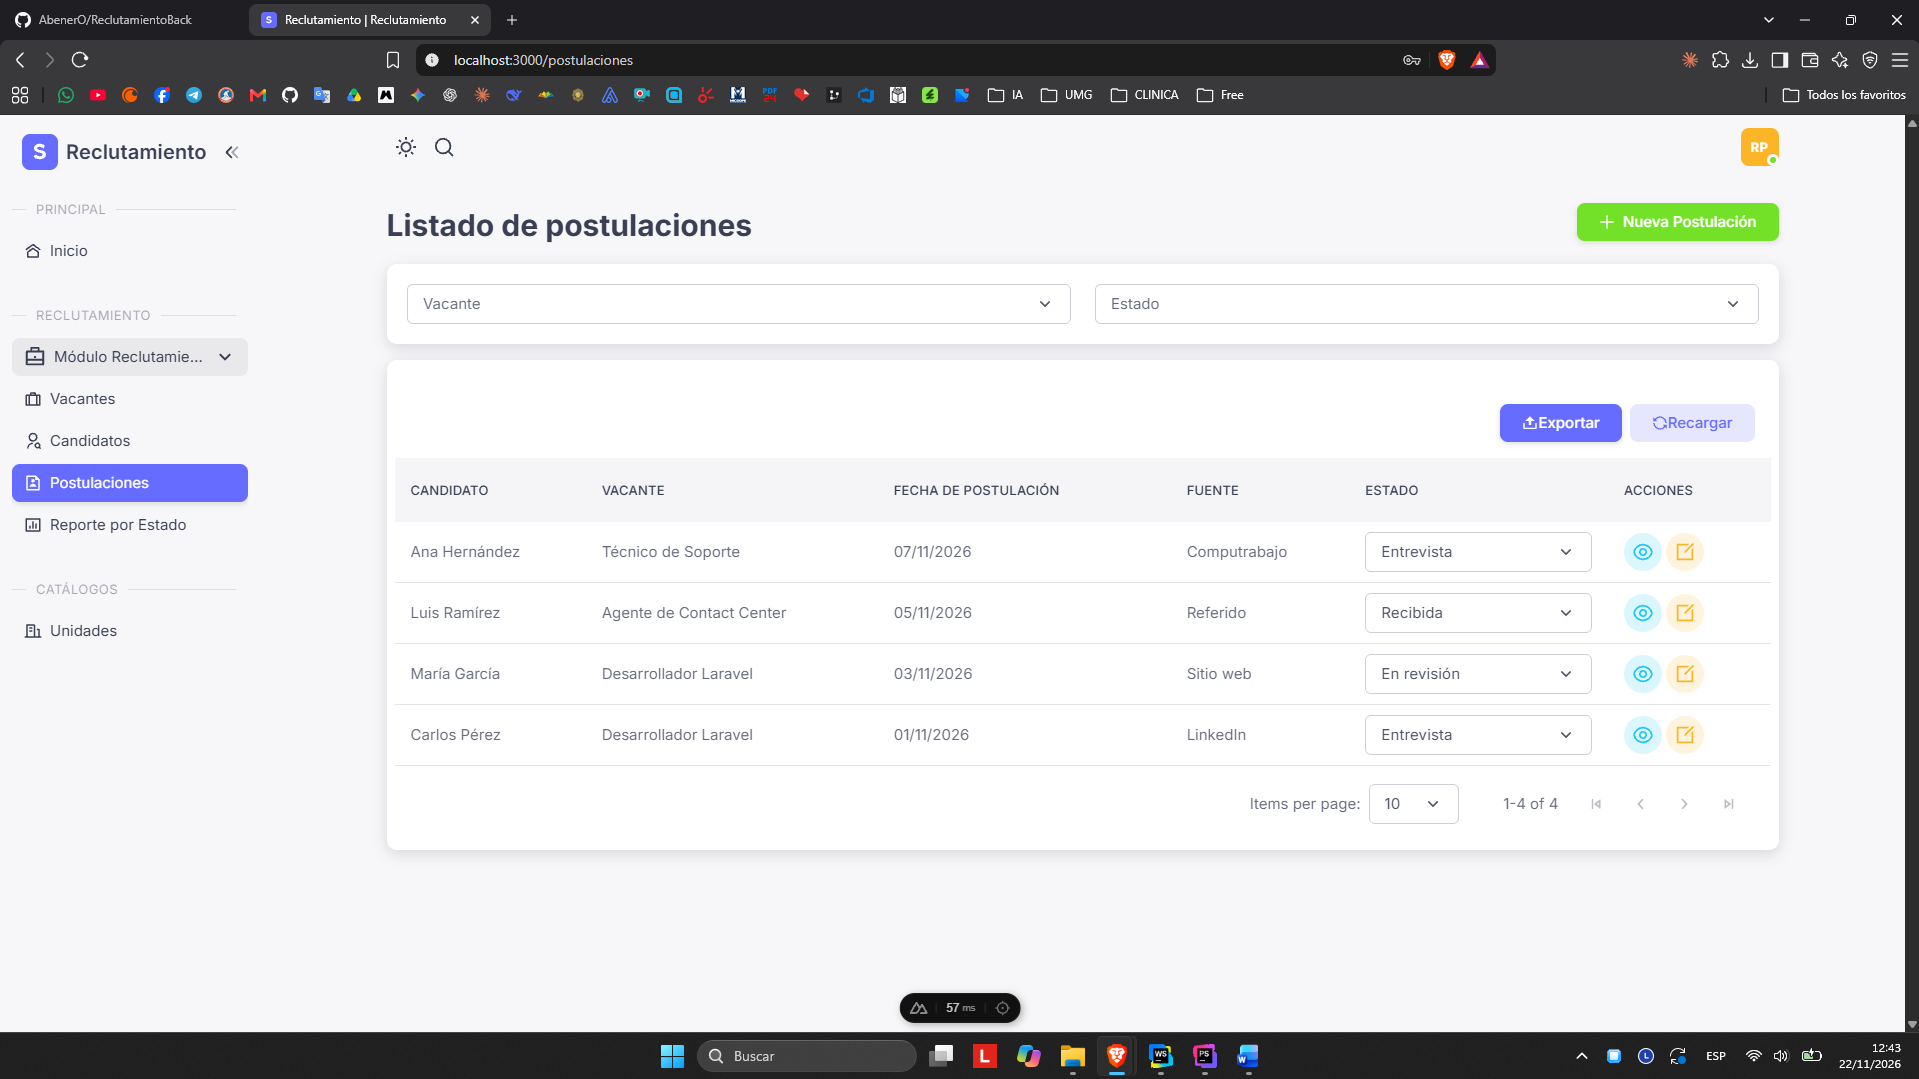 AbenerO/ReclutamientoBack
Reclutamiento | Reclutamiento
localhost:3000/postulaciones
IA
UMG
CLINICA
Free
Todos los favoritos
S Reclutamiento
RP
PRINCIPAL
Inicio
RECLUTAMIENTO
Módulo Reclutamie...
Vacantes
Candidatos
Postulaciones
Reporte por Estado
CATÁLOGOS
Unidades
Listado de postulaciones
Nueva Postulación
Vacante
Estado
Exportar
Recargar
CANDIDATO VACANTE FECHA DE POSTULACIÓN FUENTE ESTADO ACCIONES
Ana Hernández Técnico de Soporte 07/11/2026 Computrabajo Entrevista
Luis Ramírez Agente de Contact Center 05/11/2026 Referido Recibida
María García Desarrollador Laravel 03/11/2026 Sitio web En revisión
Carlos Pérez Desarrollador Laravel 01/11/2026 LinkedIn Entrevista
Items per page: 10 1-4 of 4
57 ms
Buscar
ESP
12:43
22/11/2026